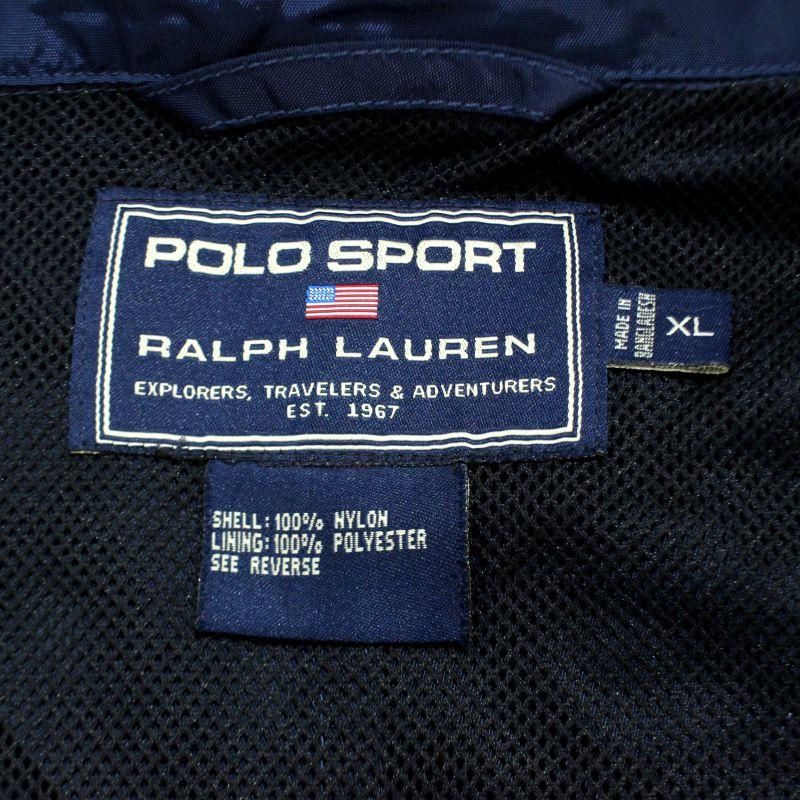 POLO SPORT
RALPH LAUREN
EXPLORERS, TRAVELERS & ADVENTURERS
EST. 1967
MADE IN
BANGLADESH
XL
SHELL: 100% NYLON
LINING: 100% POLYESTER
SEE REVERSE